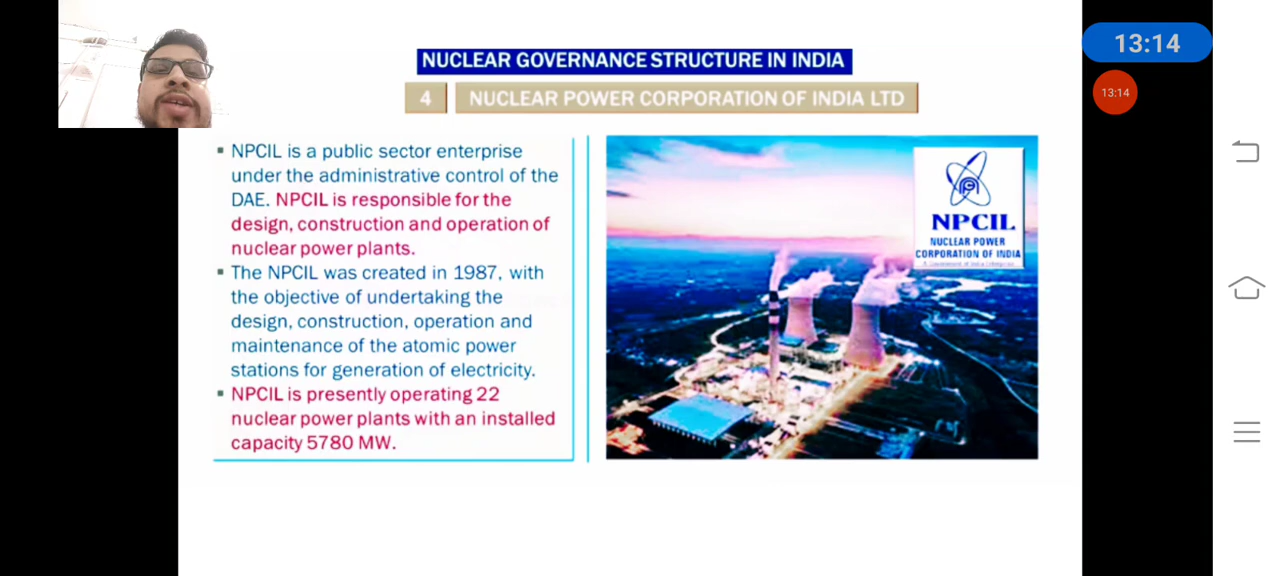 13:14
13:14
NUCLEAR GOVERNANCE STRUCTURE IN INDIA
4 NUCLEAR POWER CORPORATION OF INDIA LTD
▪ NPCIL is a public sector enterprise
under the administrative control of the
DAE. NPCIL is responsible for the
design, construction and operation of
nuclear power plants.
▪ The NPCIL was created in 1987, with
the objective of undertaking the
design, construction, operation and
maintenance of the atomic power
stations for generation of electricity.
▪ NPCIL is presently operating 22
nuclear power plants with an installed
capacity 5780 MW.
NPCIL
NUCLEAR POWER
CORPORATION OF INDIA